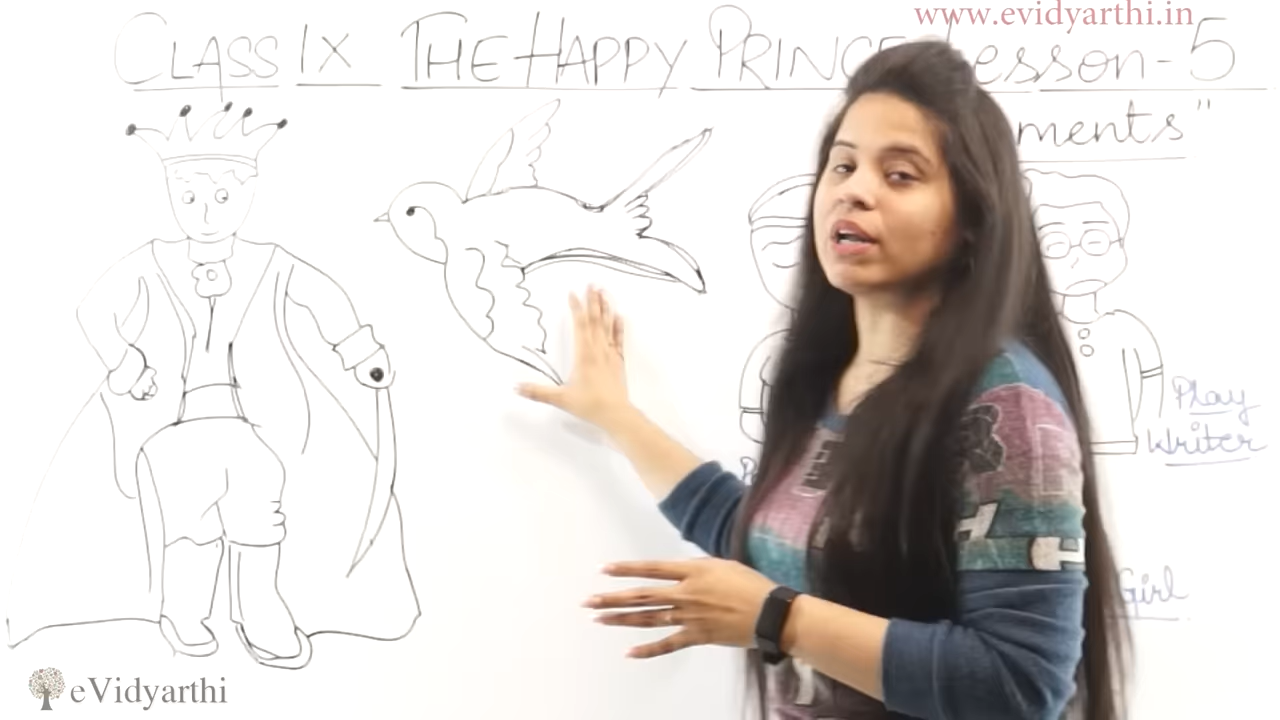 www.evidyarthi.in
CLASS IX THE HAPPY PRINCE Lesson-5
ments"
Play
Writer
Girl
eVidyarthi